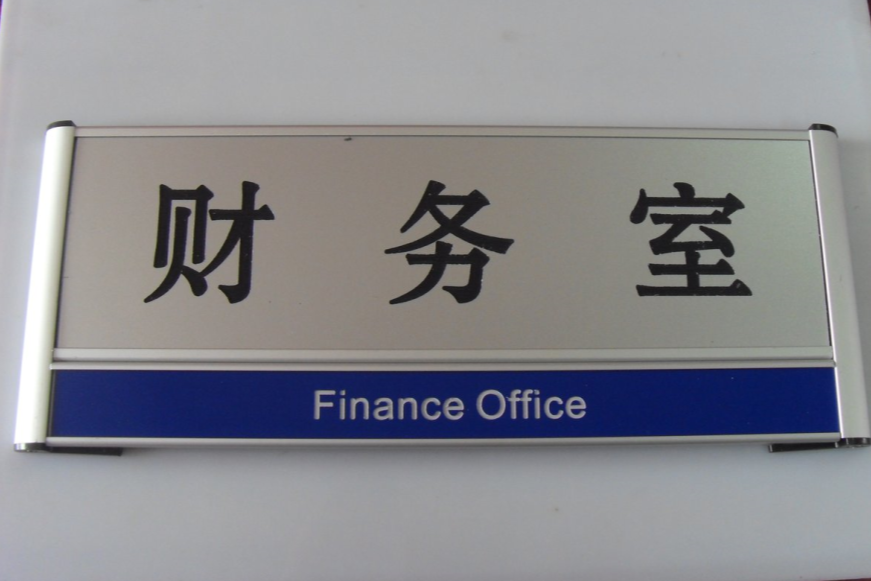 财务室
Finance Office